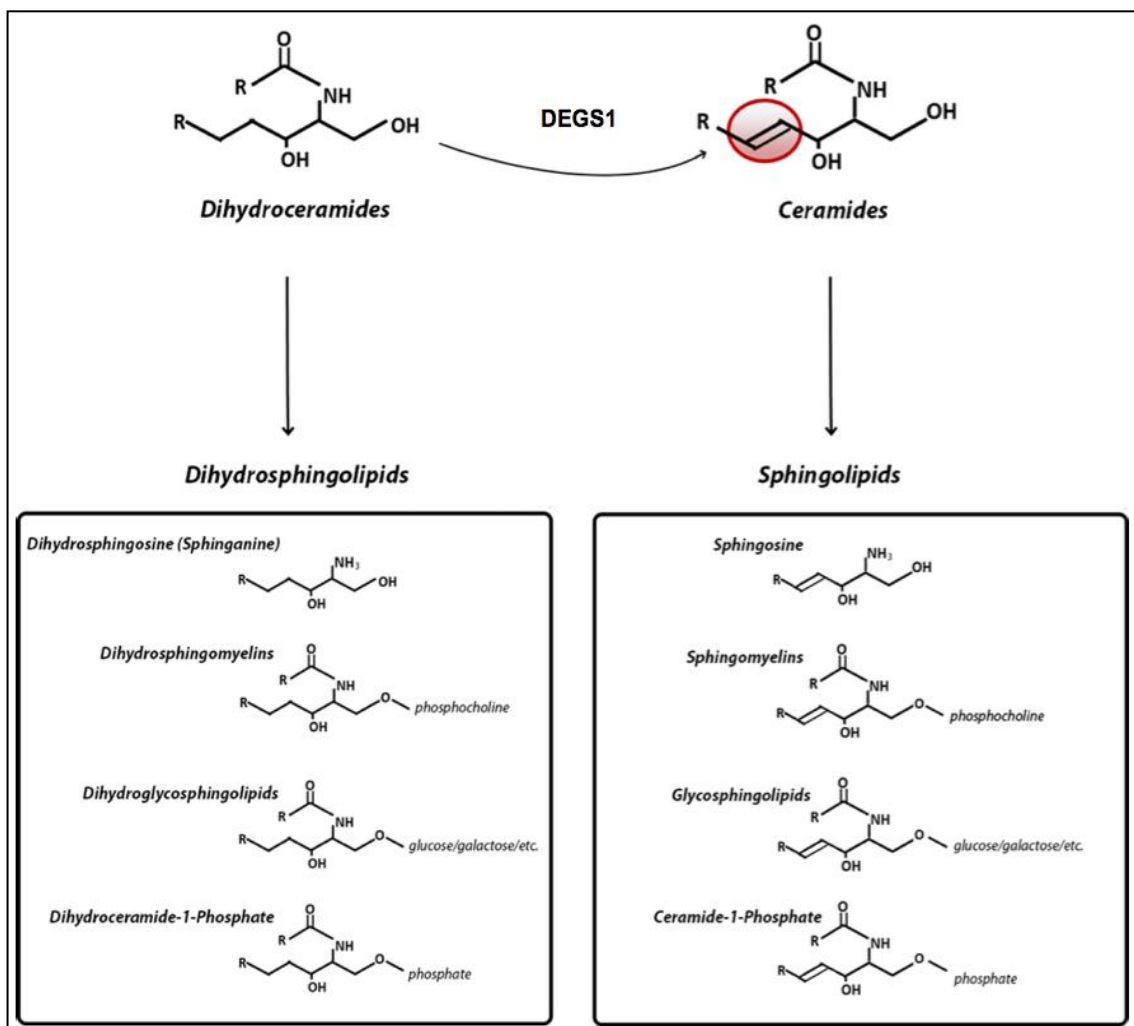 O
R
NH
R
OH
OH
Dihydroceramides
DEGS1
O
R
NH
R
OH
OH
Ceramides
Dihydrosphingolipids
Dihydrosphingosine (Sphinganine)
NH₃
R
OH
OH
Dihydrosphingomyelins
O
R
NH
R
O
phosphocholine
OH
Dihydroglycosphingolipids
O
R
NH
R
O
glucose/galactose/etc.
OH
Dihydroceramide-1-Phosphate
O
R
NH
R
O
phosphate
OH
Sphingolipids
Sphingosine
NH₃
R
OH
OH
Sphingomyelins
O
R
NH
R
O
phosphocholine
OH
Glycosphingolipids
O
R
NH
R
O
glucose/galactose/etc.
OH
Ceramide-1-Phosphate
O
R
NH
R
O
phosphate
OH